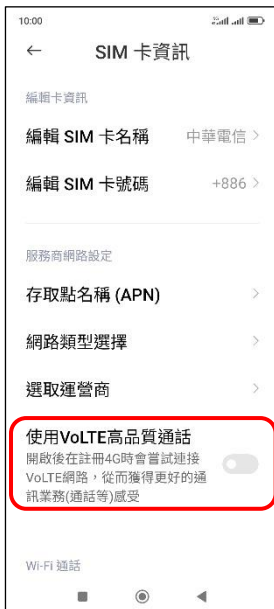 10:00
SIM 卡資訊
編輯卡資訊
編輯 SIM 卡名稱 中華電信
編輯 SIM 卡號碼 +886
服務商網路設定
存取點名稱 (APN)
網路類型選擇
選取運營商
使用VoLTE高品質通話
開啟後在註冊4G時會嘗試連接
VoLTE網路，從而獲得更好的通
訊業務(通話等)感受
Wi-Fi 通話